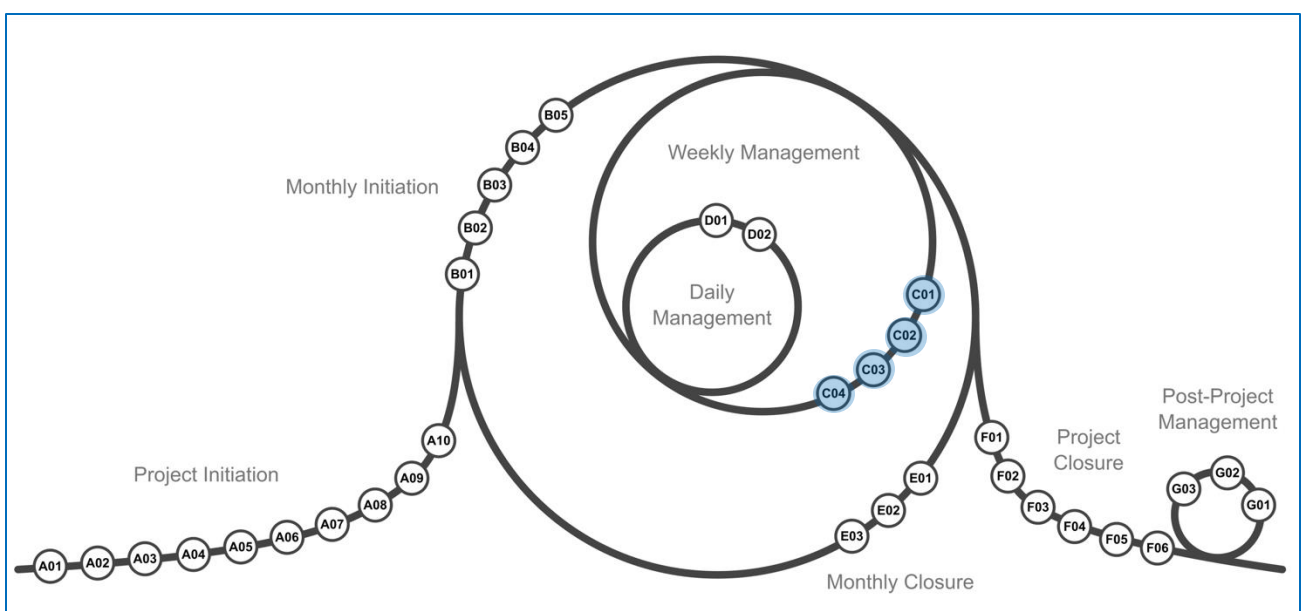 Project Initiation
A01
A02
A03
A04
A05
A06
A07
A08
A09
A10
Monthly Initiation
B01
B02
B03
B04
B05
Weekly Management
C01
C02
C03
C04
Daily
Management
D01
D02
Monthly Closure
E01
E02
E03
Project
Closure
F01
F02
F03
F04
F05
F06
Post-Project
Management
G01
G02
G03